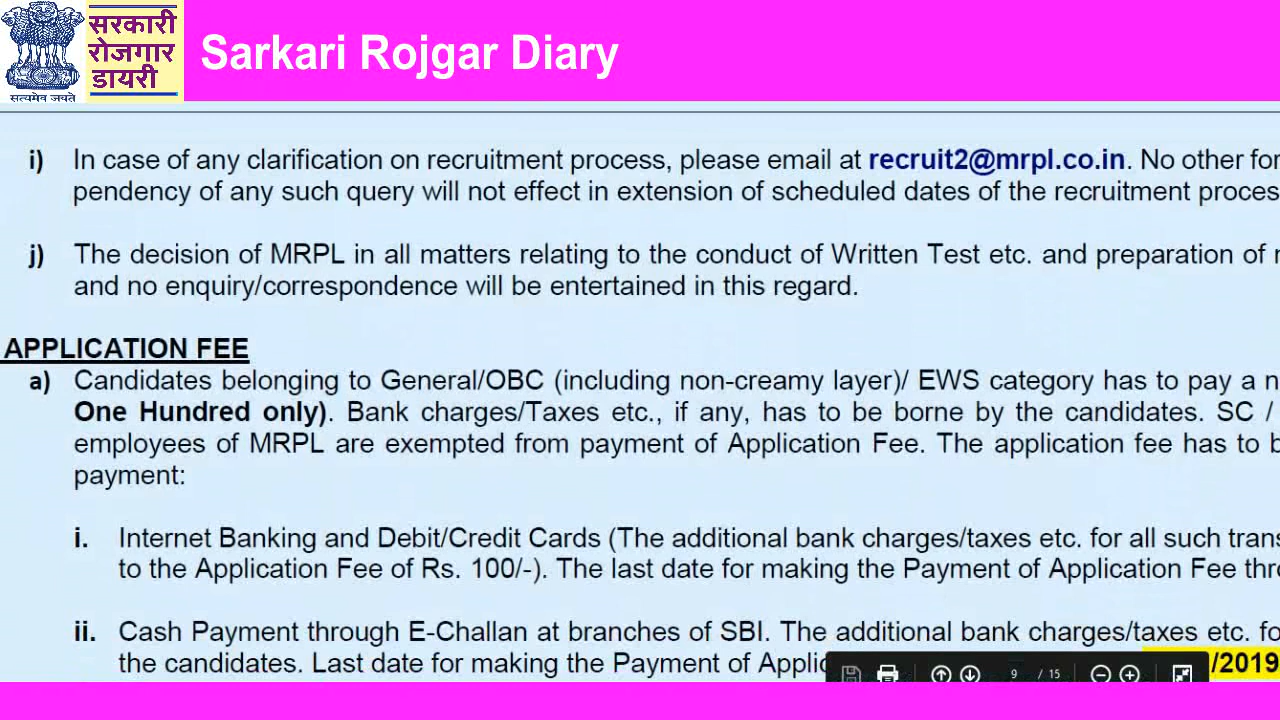 सरकारी
रोजगार
डायरी
सत्यमेव जयते
Sarkari Rojgar Diary
i) In case of any clarification on recruitment process, please email at recruit2@mrpl.co.in. No other for
pendency of any such query will not effect in extension of scheduled dates of the recruitment proces
j) The decision of MRPL in all matters relating to the conduct of Written Test etc. and preparation of
and no enquiry/correspondence will be entertained in this regard.
APPLICATION FEE
a) Candidates belonging to General/OBC (including non-creamy layer)/ EWS category has to pay a n
One Hundred only). Bank charges/Taxes etc., if any, has to be borne by the candidates. SC /
employees of MRPL are exempted from payment of Application Fee. The application fee has to b
payment:
i. Internet Banking and Debit/Credit Cards (The additional bank charges/taxes etc. for all such trans
to the Application Fee of Rs. 100/-). The last date for making the Payment of Application Fee thr
ii. Cash Payment through E-Challan at branches of SBI. The additional bank charges/taxes etc. fo
the candidates. Last date for making the Payment of Applic /2019
9 / 15